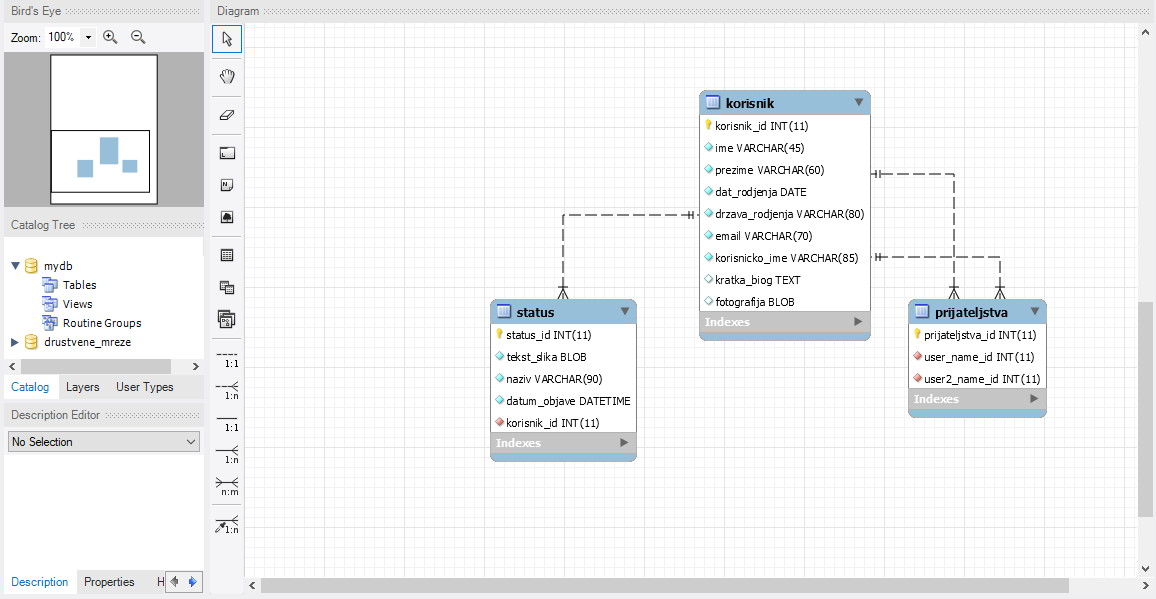 Bird's Eye
Zoom: 100%
Catalog Tree
mydb
Tables
Views
Routine Groups
drustvene_mreze
Catalog Layers User Types
Description Editor
No Selection
Description Properties H
Diagram
1:1
1:n
1:1
1:n
n:m
1:n
korisnik
korisnik_id INT(11)
ime VARCHAR(45)
prezime VARCHAR(60)
dat_rodjenja DATE
drzava_rodjenja VARCHAR(80)
email VARCHAR(70)
korisnicko_ime VARCHAR(85)
kratka_biog TEXT
fotografija BLOB
Indexes
status
status_id INT(11)
tekst_slika BLOB
naziv VARCHAR(90)
datum_objave DATETIME
korisnik_id INT(11)
Indexes
prijateljstva
prijateljstva_id INT(11)
user_name_id INT(11)
user2_name_id INT(11)
Indexes